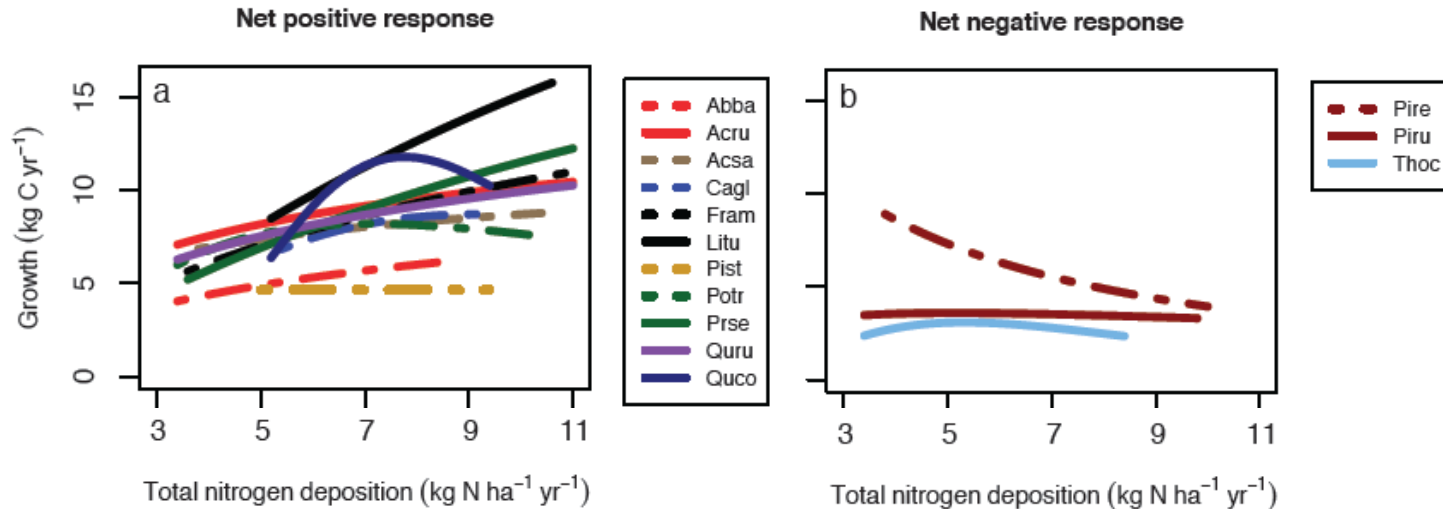 Net positive response
Net negative response
a
b
15
10
5
0
Growth (kg C yr⁻¹)
3 5 7 9 11
Total nitrogen deposition (kg N ha⁻¹ yr⁻¹)
Abba
Acru
Acsa
Cagl
Fram
Litu
Pist
Potr
Prse
Quru
Quco
3 5 7 9 11
Total nitrogen deposition (kg N ha⁻¹ yr⁻¹)
Pire
Piru
Thoc